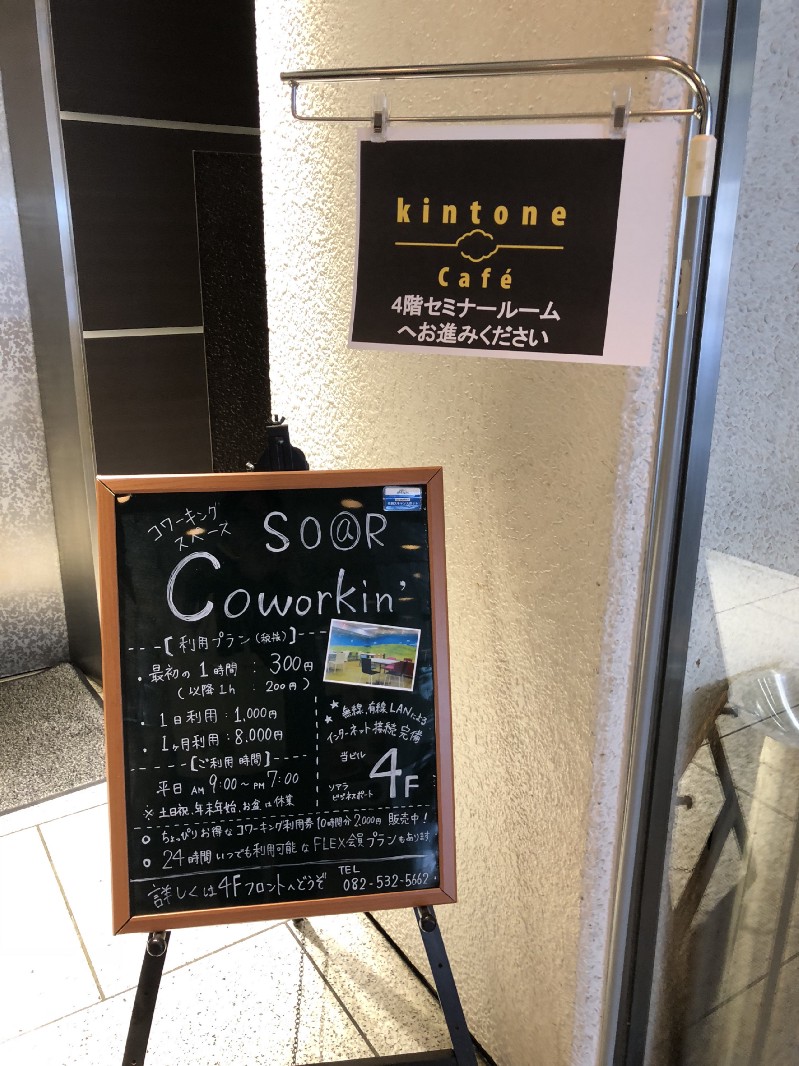 kintone
Café
4階セミナールーム
へお進みください
コワーキング
スペース
SO@R
Coworkin'
【利用プラン(税抜)】
・最初の1時間 : 300円
(以降1h : 200円)
・1日利用 : 1,000円
・1ヶ月利用 : 8,000円
【ご利用時間】
平日 AM 9:00〜PM 7:00
※土日祝、年末年始、お盆は休業
★無線、有線LANによる
インターネット接続完備
当ビル
4F
ソアラ
ビジネスポート
○ ちょっぴりお得なコワーキング利用券10時間分2,000円 販売中!
○ 24時間いつでも利用可能なFLEX会員プランもあります
詳しくは4Fフロントへどうぞ
TEL
082-532-5662